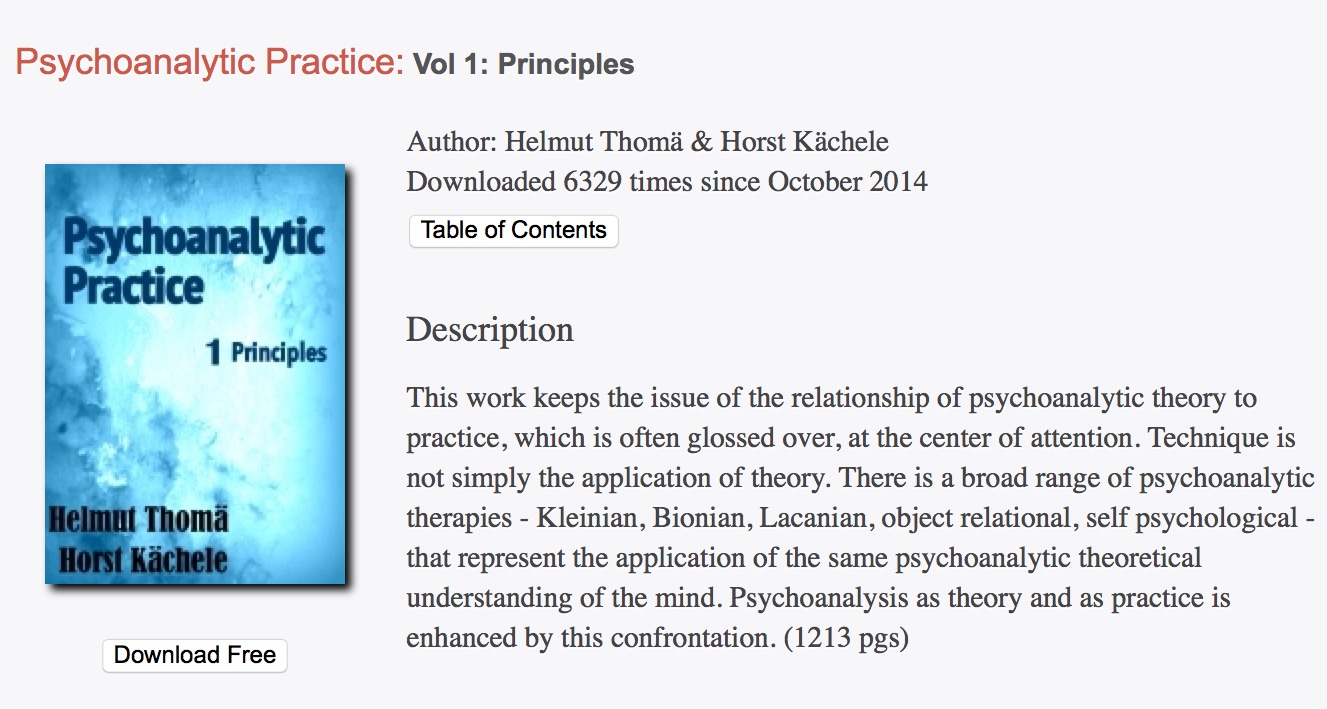 Psychoanalytic Practice: Vol 1: Principles
Author: Helmut Thomä & Horst Kächele
Downloaded 6329 times since October 2014
Table of Contents
Psychoanalytic
Practice
1 Principles
Helmut Thomä
Horst Kächele
Download Free
Description
This work keeps the issue of the relationship of psychoanalytic theory to
practice, which is often glossed over, at the center of attention. Technique is
not simply the application of theory. There is a broad range of psychoanalytic
therapies - Kleinian, Bionian, Lacanian, object relational, self psychological -
that represent the application of the same psychoanalytic theoretical
understanding of the mind. Psychoanalysis as theory and as practice is
enhanced by this confrontation. (1213 pgs)